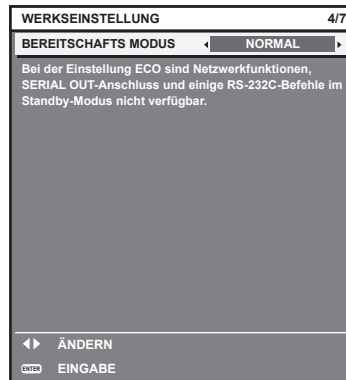 WERKSEINSTELLUNG 4/7
BEREITSCHAFTS MODUS NORMAL
Bei der Einstellung ECO sind Netzwerkfunktionen,
SERIAL OUT-Anschluss und einige RS-232C-Befehle im
Standby-Modus nicht verfügbar.
ÄNDERN
ENTER EINGABE